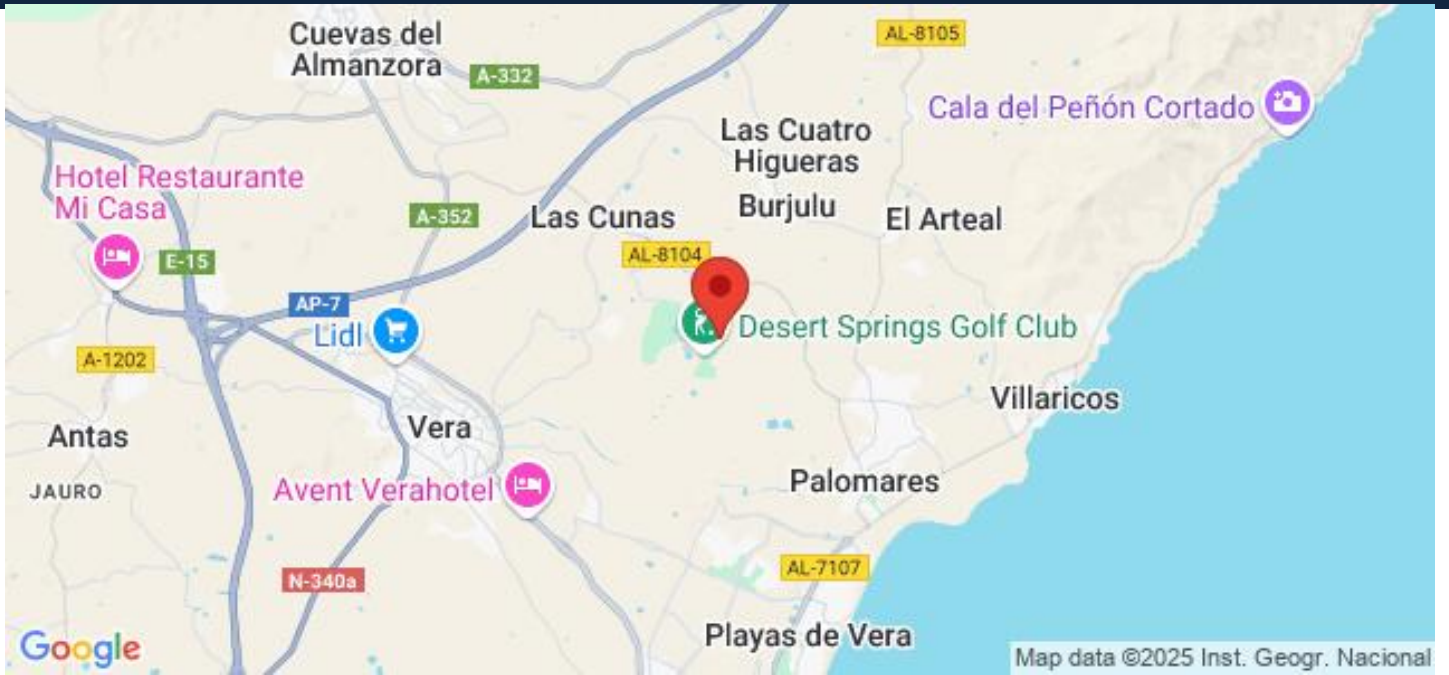 Cuevas del
Almanzora
AL-8105
A-332
Cala del Peñón Cortado
Las Cuatro
Higueras
Hotel Restaurante
Mi Casa
Burjulu
A-352
Las Cunas
El Arteal
AL-8104
E-15
AP-7
Lidl
Desert Springs Golf Club
A-1202
Villaricos
Vera
Antas
Palomares
JAURO
Avent Verahotel
AL-7107
N-340a
Playas de Vera
Google
Map data ©2025 Inst. Geogr. Nacional